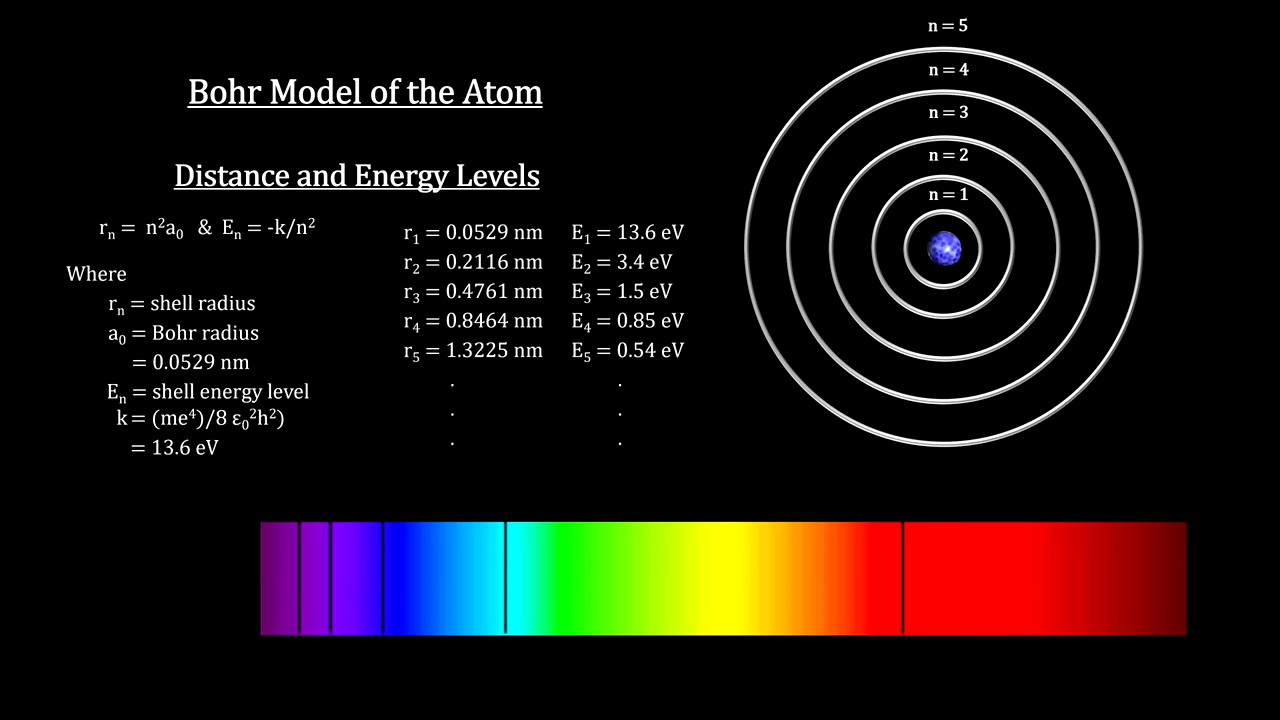 Bohr Model of the Atom
Distance and Energy Levels
rₙ = n²a₀ & Eₙ = -k/n²
Where
rₙ = shell radius
a₀ = Bohr radius
= 0.0529 nm
Eₙ = shell energy level
k = (me⁴)/8 ε₀²h²)
= 13.6 eV
r₁ = 0.0529 nm E₁ = 13.6 eV
r₂ = 0.2116 nm E₂ = 3.4 eV
r₃ = 0.4761 nm E₃ = 1.5 eV
r₄ = 0.8464 nm E₄ = 0.85 eV
r₅ = 1.3225 nm E₅ = 0.54 eV
. .
. .
. .
n = 5
n = 4
n = 3
n = 2
n = 1